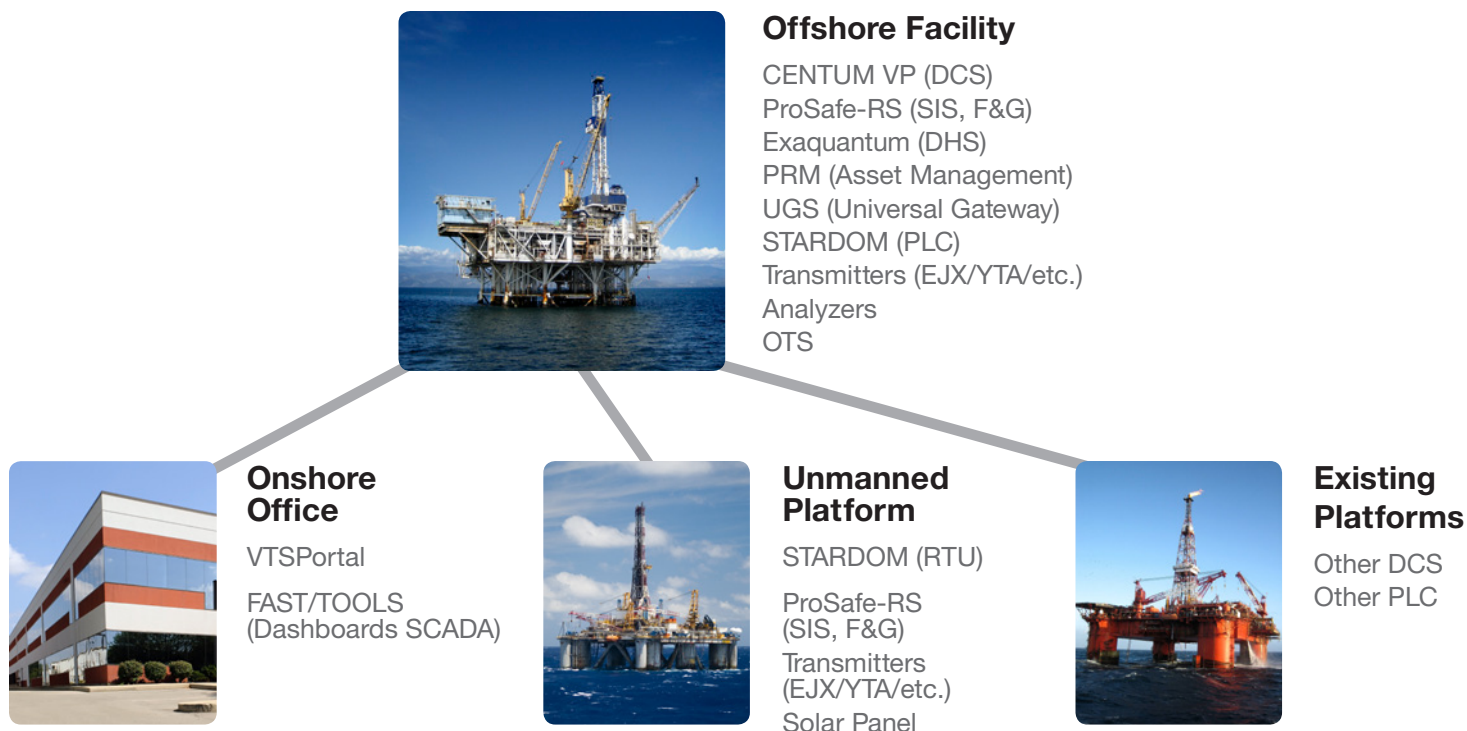 Offshore Facility
CENTUM VP (DCS)
ProSafe-RS (SIS, F&G)
Exaquantum (DHS)
PRM (Asset Management)
UGS (Universal Gateway)
STARDOM (PLC)
Transmitters (EJX/YTA/etc.)
Analyzers
OTS
Onshore
Office
VTSPortal
FAST/TOOLS
(Dashboards SCADA)
Unmanned
Platform
STARDOM (RTU)
ProSafe-RS
(SIS, F&G)
Transmitters
(EJX/YTA/etc.)
Solar Panel
Existing
Platforms
Other DCS
Other PLC